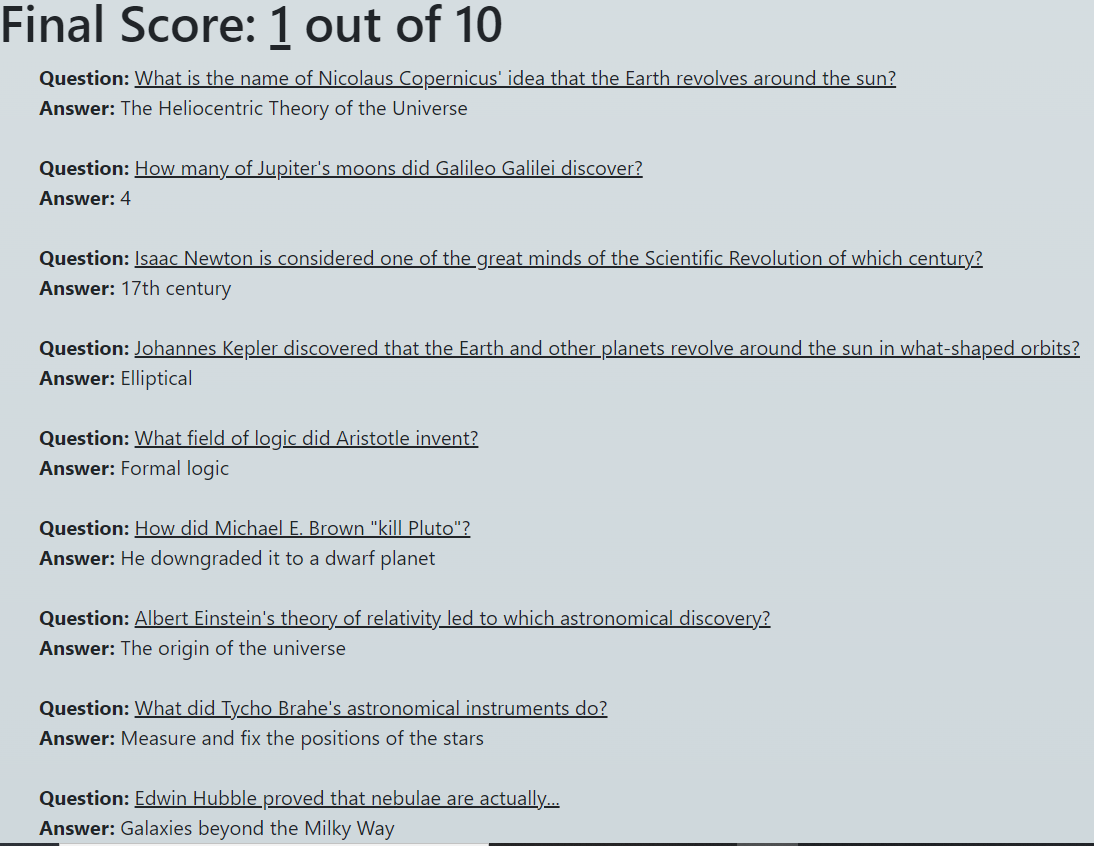 Final Score: 1 out of 10
Question: What is the name of Nicolaus Copernicus' idea that the Earth revolves around the sun?
Answer: The Heliocentric Theory of the Universe
Question: How many of Jupiter's moons did Galileo Galilei discover?
Answer: 4
Question: Isaac Newton is considered one of the great minds of the Scientific Revolution of which century?
Answer: 17th century
Question: Johannes Kepler discovered that the Earth and other planets revolve around the sun in what-shaped orbits?
Answer: Elliptical
Question: What field of logic did Aristotle invent?
Answer: Formal logic
Question: How did Michael E. Brown "kill Pluto"?
Answer: He downgraded it to a dwarf planet
Question: Albert Einstein's theory of relativity led to which astronomical discovery?
Answer: The origin of the universe
Question: What did Tycho Brahe's astronomical instruments do?
Answer: Measure and fix the positions of the stars
Question: Edwin Hubble proved that nebulae are actually...
Answer: Galaxies beyond the Milky Way